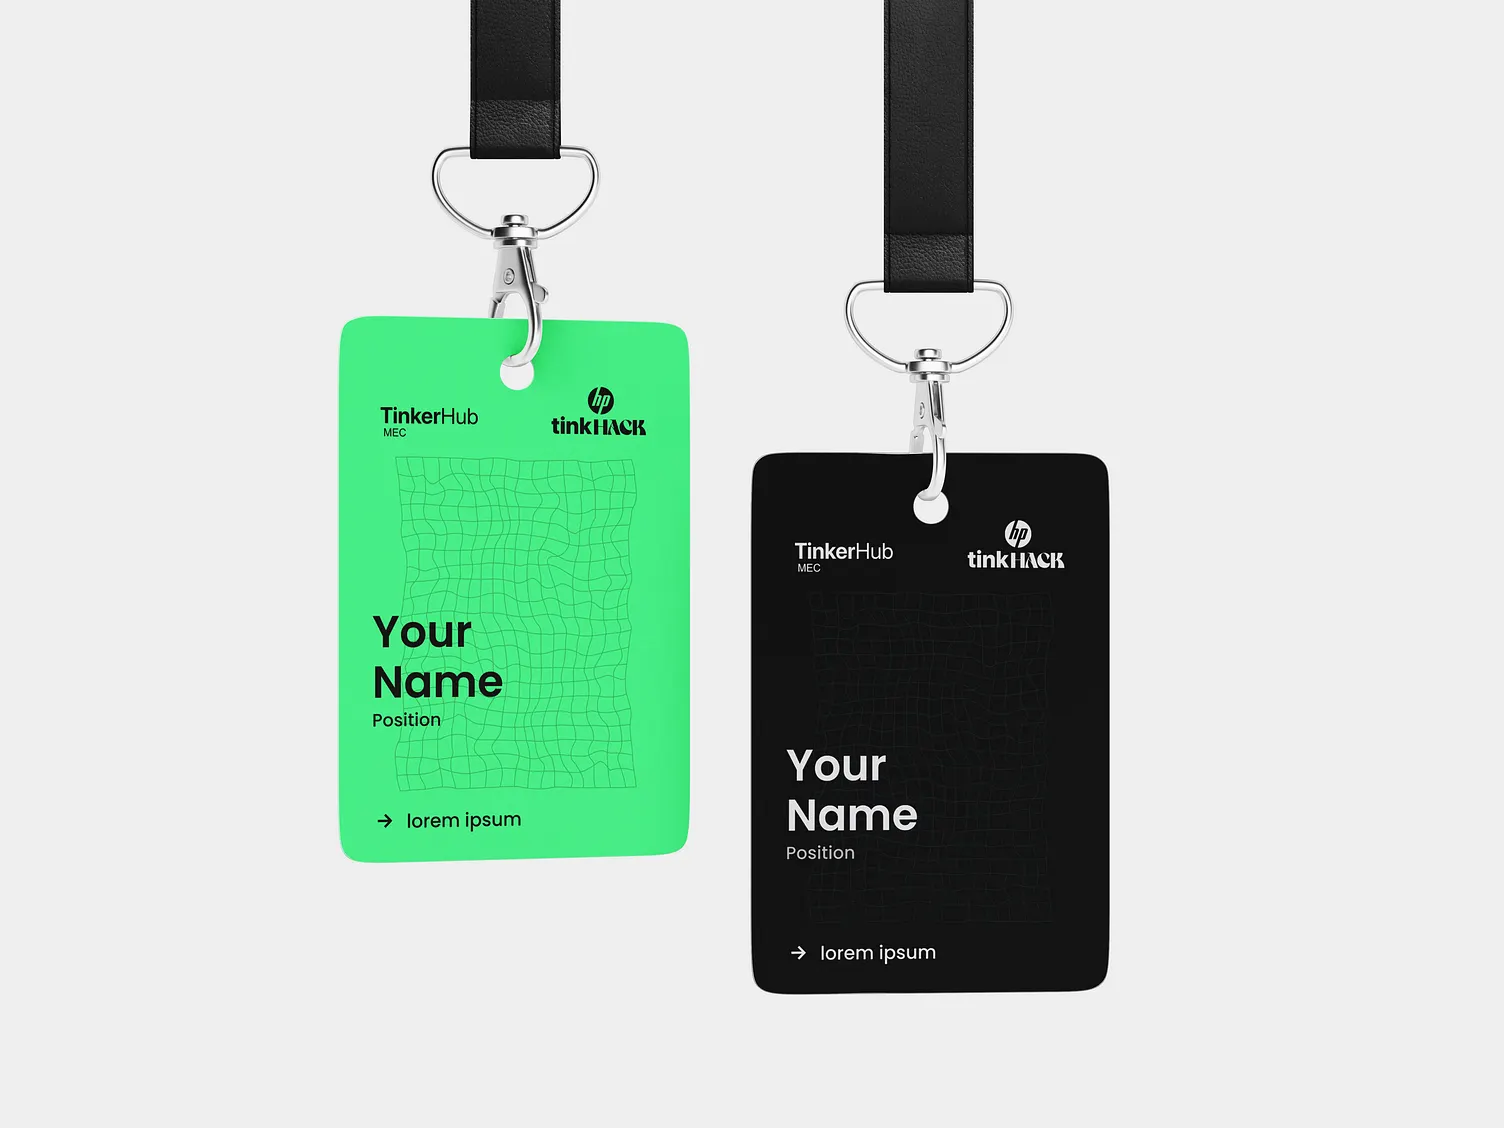 TinkerHub
MEC
hp
tinkHACK
Your
Name
Position
→ lorem ipsum
TinkerHub
MEC
hp
tinkHACK
Your
Name
Position
→ lorem ipsum